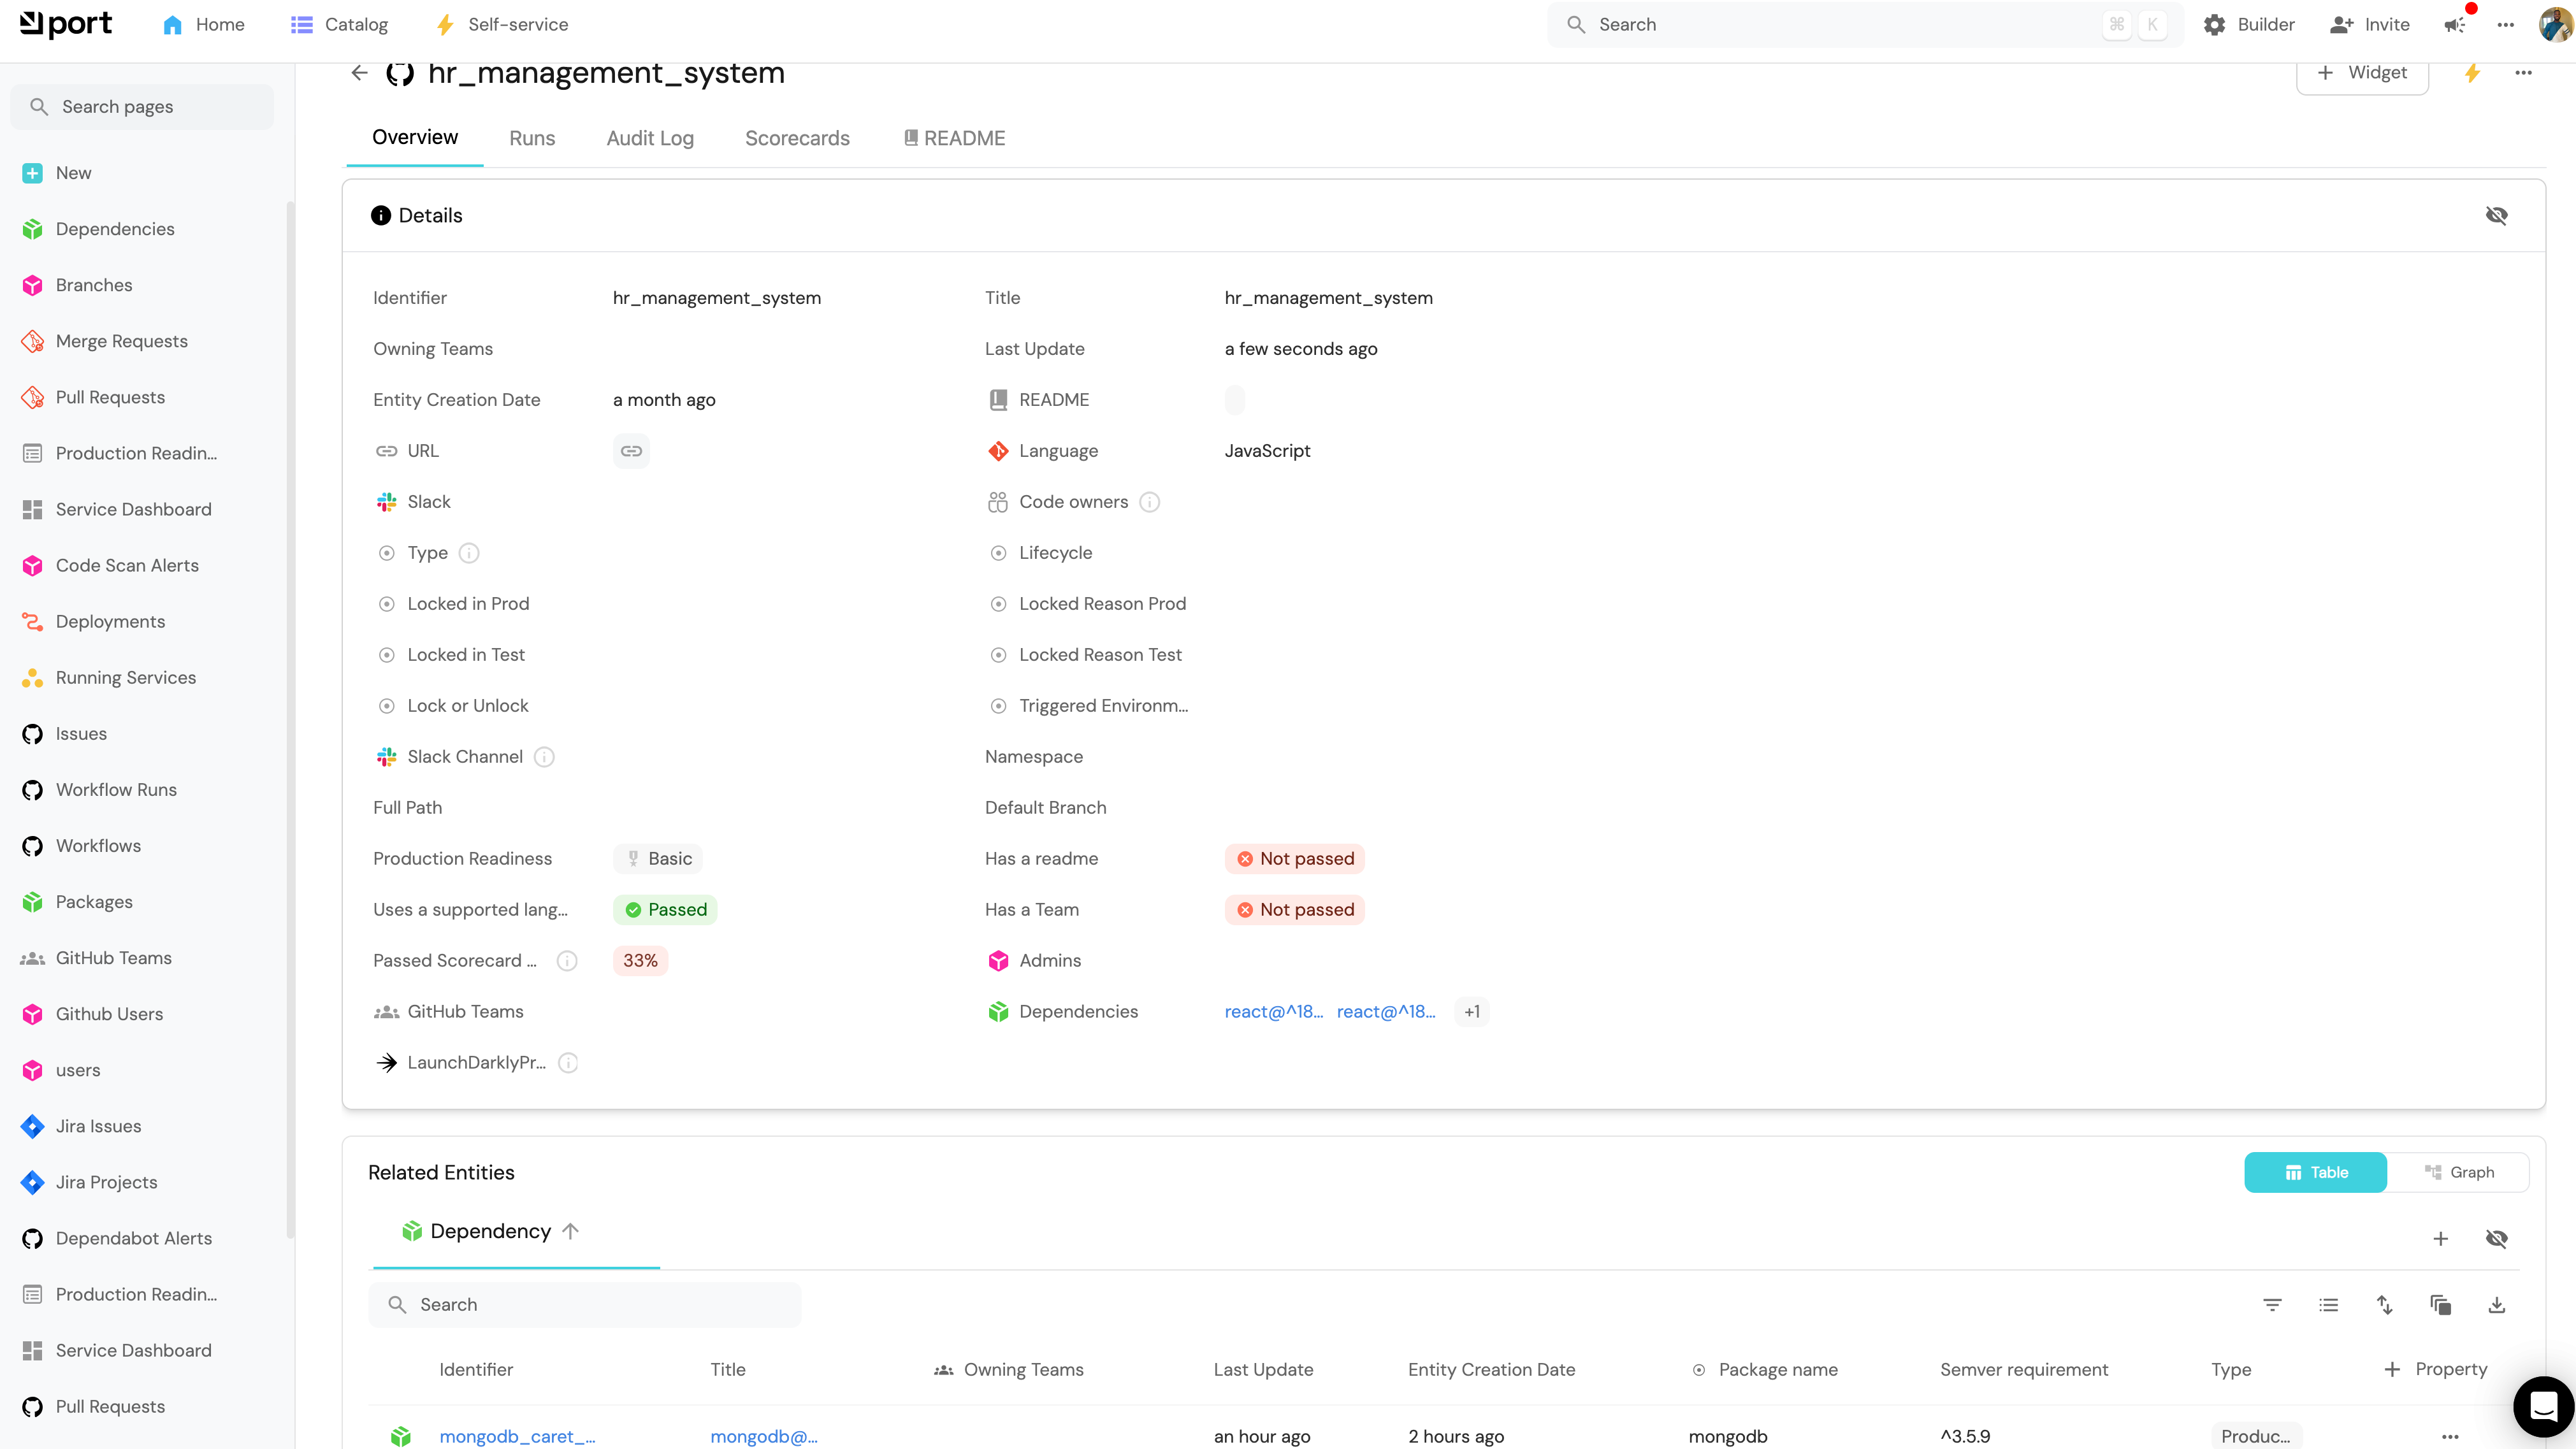 port Home Catalog Self-service Search ⌘ K Builder Invite
Search pages
New
Dependencies
Branches
Merge Requests
Pull Requests
Production Readin...
Service Dashboard
Code Scan Alerts
Deployments
Running Services
Issues
Workflow Runs
Workflows
Packages
GitHub Teams
Github Users
users
Jira Issues
Jira Projects
Dependabot Alerts
Production Readin...
Service Dashboard
Pull Requests
hr_management_system
Widget
Overview Runs Audit Log Scorecards README
Details
Identifier hr_management_system Title hr_management_system
Owning Teams Last Update a few seconds ago
Entity Creation Date a month ago README
URL Language JavaScript
Slack Code owners
Type Lifecycle
Locked in Prod Locked Reason Prod
Locked in Test Locked Reason Test
Lock or Unlock Triggered Environm...
Slack Channel Namespace
Full Path Default Branch
Production Readiness Basic Has a readme Not passed
Uses a supported lang... Passed Has a Team Not passed
Passed Scorecard ... 33% Admins
GitHub Teams Dependencies react@^18... react@^18... +1
LaunchDarklyPr...
Related Entities Table Graph
Dependency
Search
Identifier Title Owning Teams Last Update Entity Creation Date Package name Semver requirement Type Property
mongodb_caret_... mongodb@... an hour ago 2 hours ago mongodb ^3.5.9 Produc...